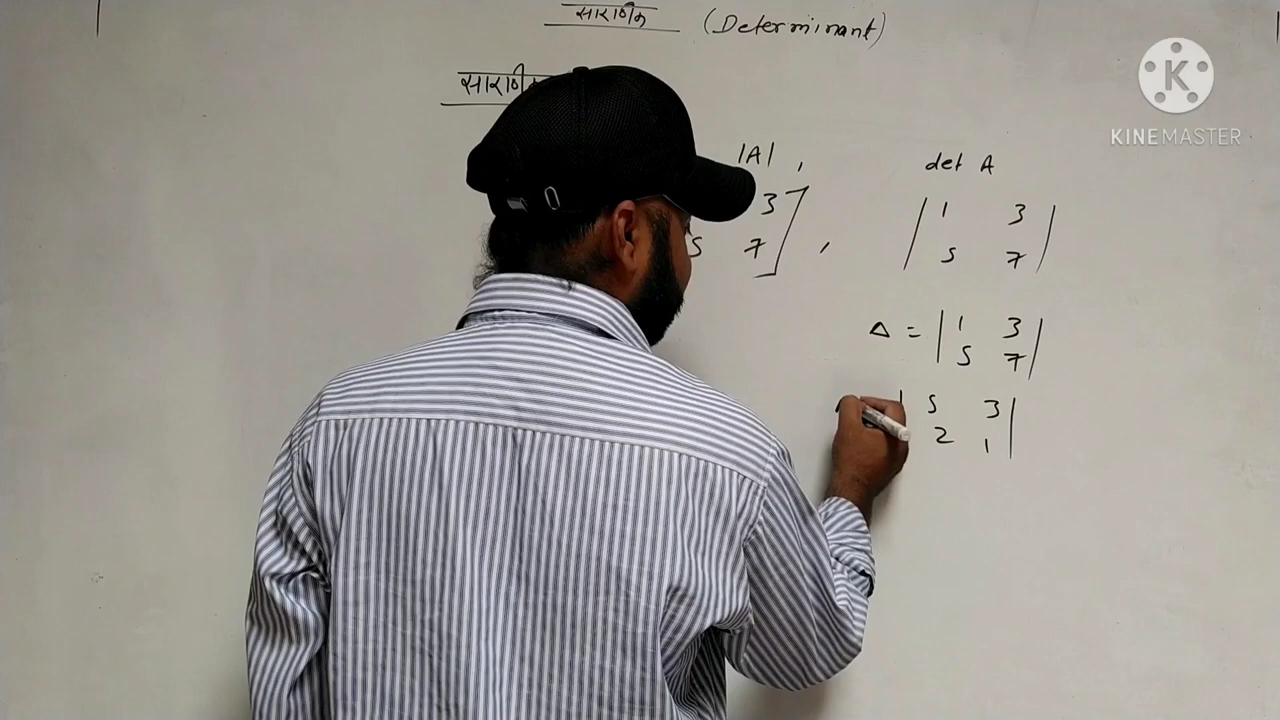 सारणीक (Determinant)
सारणी
|A| , det A
3 ] , | 1 3 |
5 7 | 5 7 |
Δ = | 1 3 |
| 5 7 |
| 5 3 |
2 1 |
K
KINEMASTER